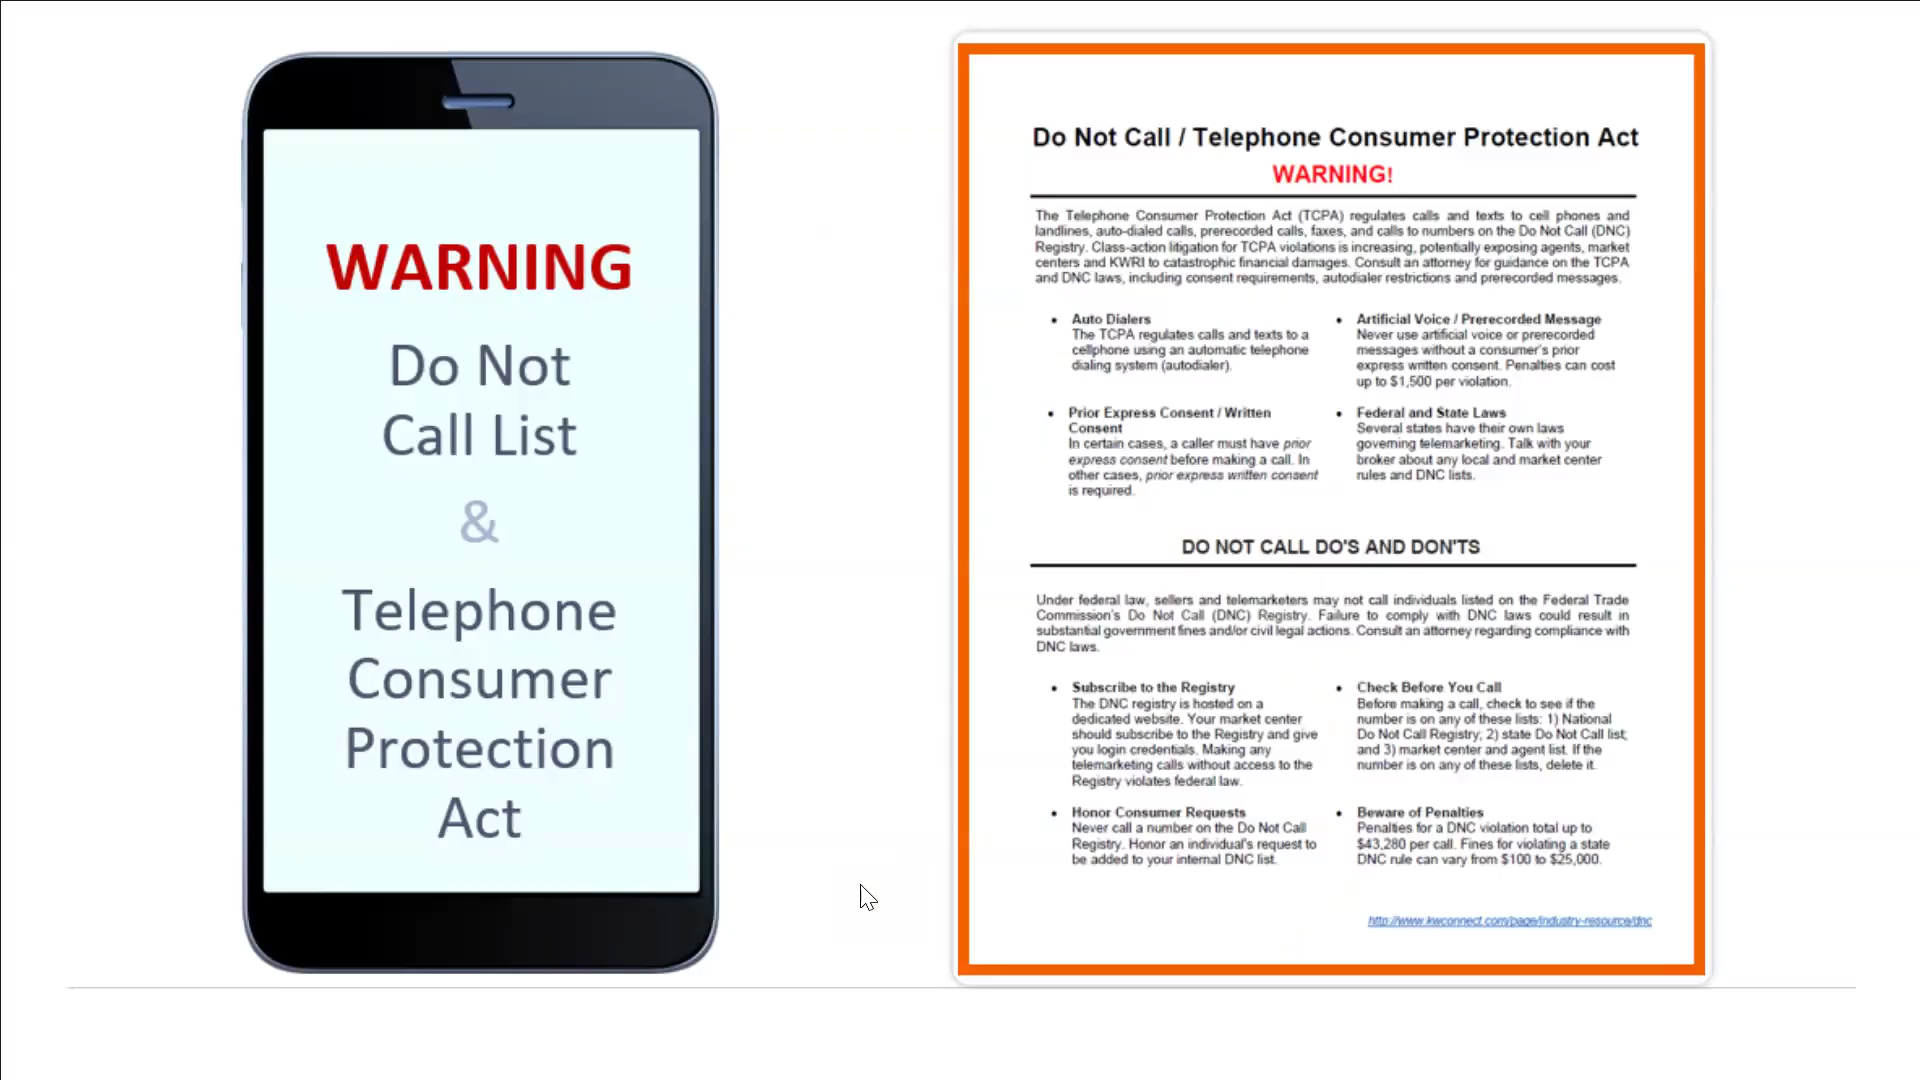 WARNING
Do Not
Call List
&
Telephone
Consumer
Protection
Act
Do Not Call / Telephone Consumer Protection Act
WARNING!
The Telephone Consumer Protection Act (TCPA) regulates calls and texts to cell phones and
landlines, auto-dialed calls, prerecorded calls, faxes, and calls to numbers on the Do Not Call (DNC)
Registry. Class-action litigation for TCPA violations is increasing, potentially exposing agents, market
centers and KWRI to catastrophic financial damages. Consult an attorney for guidance on the TCPA
and DNC laws, including consent requirements, autodialer restrictions and prerecorded messages.
• Auto Dialers
The TCPA regulates calls and texts to a
cellphone using an automatic telephone
dialing system (autodialer).
• Artificial Voice / Prerecorded Message
Never use artificial voice or prerecorded
messages without a consumer's prior
express written consent. Penalties can cost
up to $1,500 per violation.
• Prior Express Consent / Written
Consent
In certain cases, a caller must have prior
express consent before making a call. In
other cases, prior express written consent
is required.
• Federal and State Laws
Several states have their own laws
governing telemarketing. Talk with your
broker about any local and market center
rules and DNC lists.
DO NOT CALL DO'S AND DON'TS
Under federal law, sellers and telemarketers may not call individuals listed on the Federal Trade
Commission's Do Not Call (DNC) Registry. Failure to comply with DNC laws could result in
substantial government fines and/or civil legal actions. Consult an attorney regarding compliance with
DNC laws.
• Subscribe to the Registry
The DNC registry is hosted on a
dedicated website. Your market center
should subscribe to the Registry and give
you login credentials. Making any
telemarketing calls without access to the
Registry violates federal law.
• Check Before You Call
Before making a call, check to see if the
number is on any of these lists: 1) National
Do Not Call Registry; 2) state Do Not Call list;
and 3) market center and agent list. If the
number is on any of these lists, delete it.
• Honor Consumer Requests
Never call a number on the Do Not Call
Registry. Honor an individual's request to
be added to your internal DNC list.
• Beware of Penalties
Penalties for a DNC violation total up to
$43,280 per call. Fines for violating a state
DNC rule can vary from $100 to $25,000.
http://www.kwconnect.com/page/industry-resource/dnc